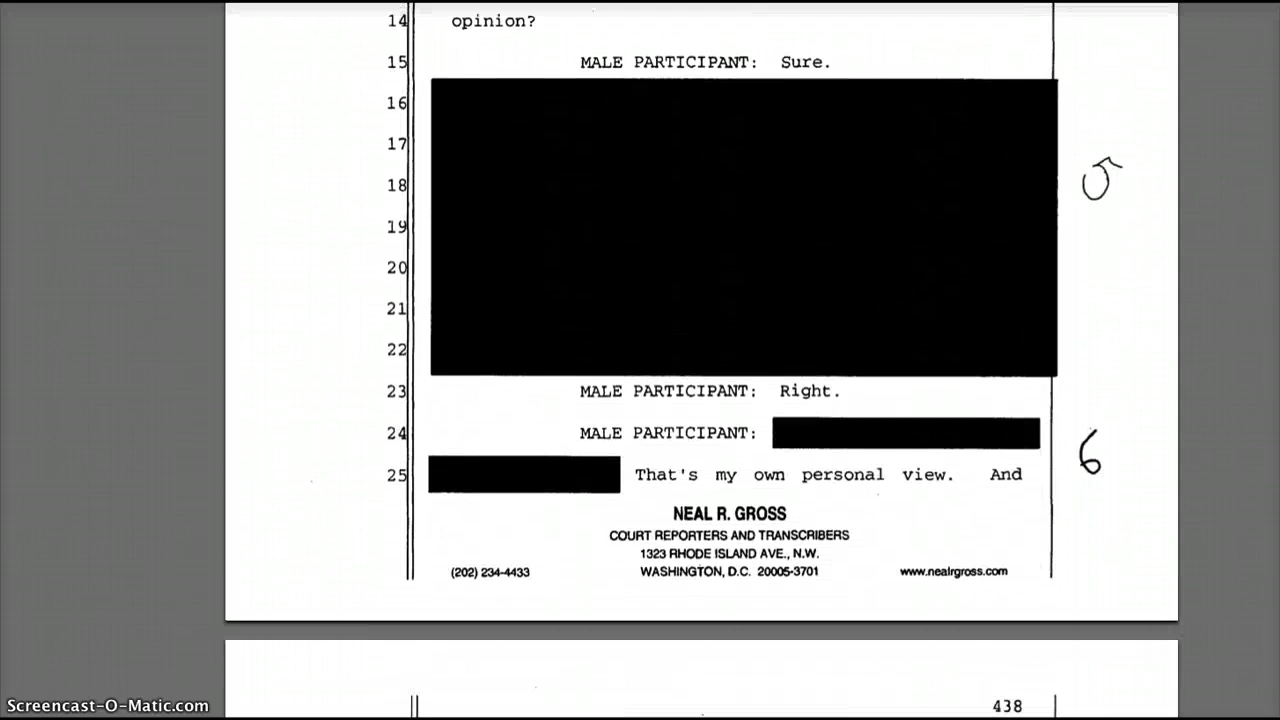 14 opinion?
15 MALE PARTICIPANT: Sure.
16
17
18 5
19
20
21
22
23 MALE PARTICIPANT: Right.
24 MALE PARTICIPANT: 6
25 That's my own personal view. And
NEAL R. GROSS
COURT REPORTERS AND TRANSCRIBERS
1323 RHODE ISLAND AVE., N.W.
(202) 234-4433 WASHINGTON, D.C. 20005-3701 www.nealrgross.com
438
Screencast-O-Matic.com